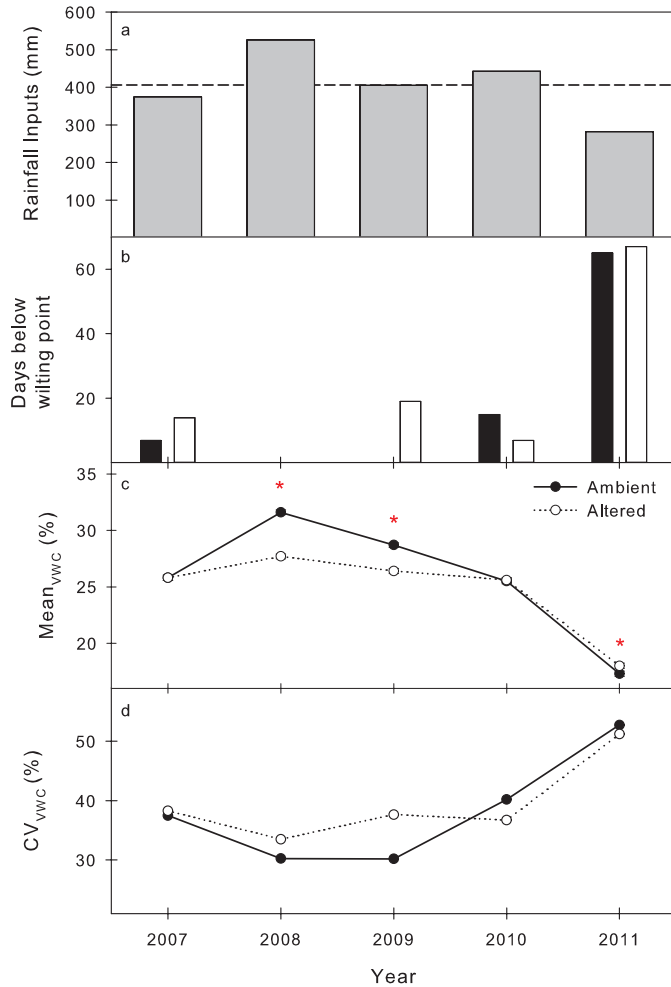 a
600
500
400
300
200
100
Rainfall Inputs (mm)
b
60
40
20
Days below
wilting point
c
35
30
25
20
Mean_VWC (%)
*
*
*
Ambient
Altered
d
50
40
30
CV_VWC (%)
2007 2008 2009 2010 2011
Year